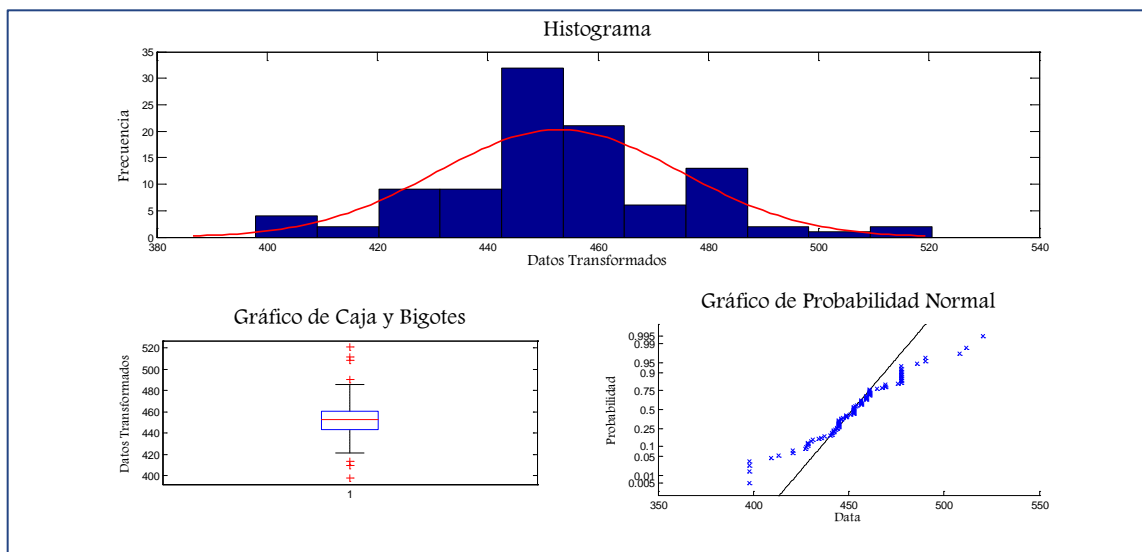 Histograma
35
30
25
20
15
10
5
0
Frecuencia
380 400 420 440 460 480 500 520 540
Datos Transformados
Gráfico de Caja y Bigotes
520
500
480
460
440
420
400
Datos Transformados
1
Gráfico de Probabilidad Normal
0.995
0.99
0.95
0.9
0.75
0.5
0.25
0.1
0.05
0.01
0.005
Probabilidad
350 400 450 500 550
Data